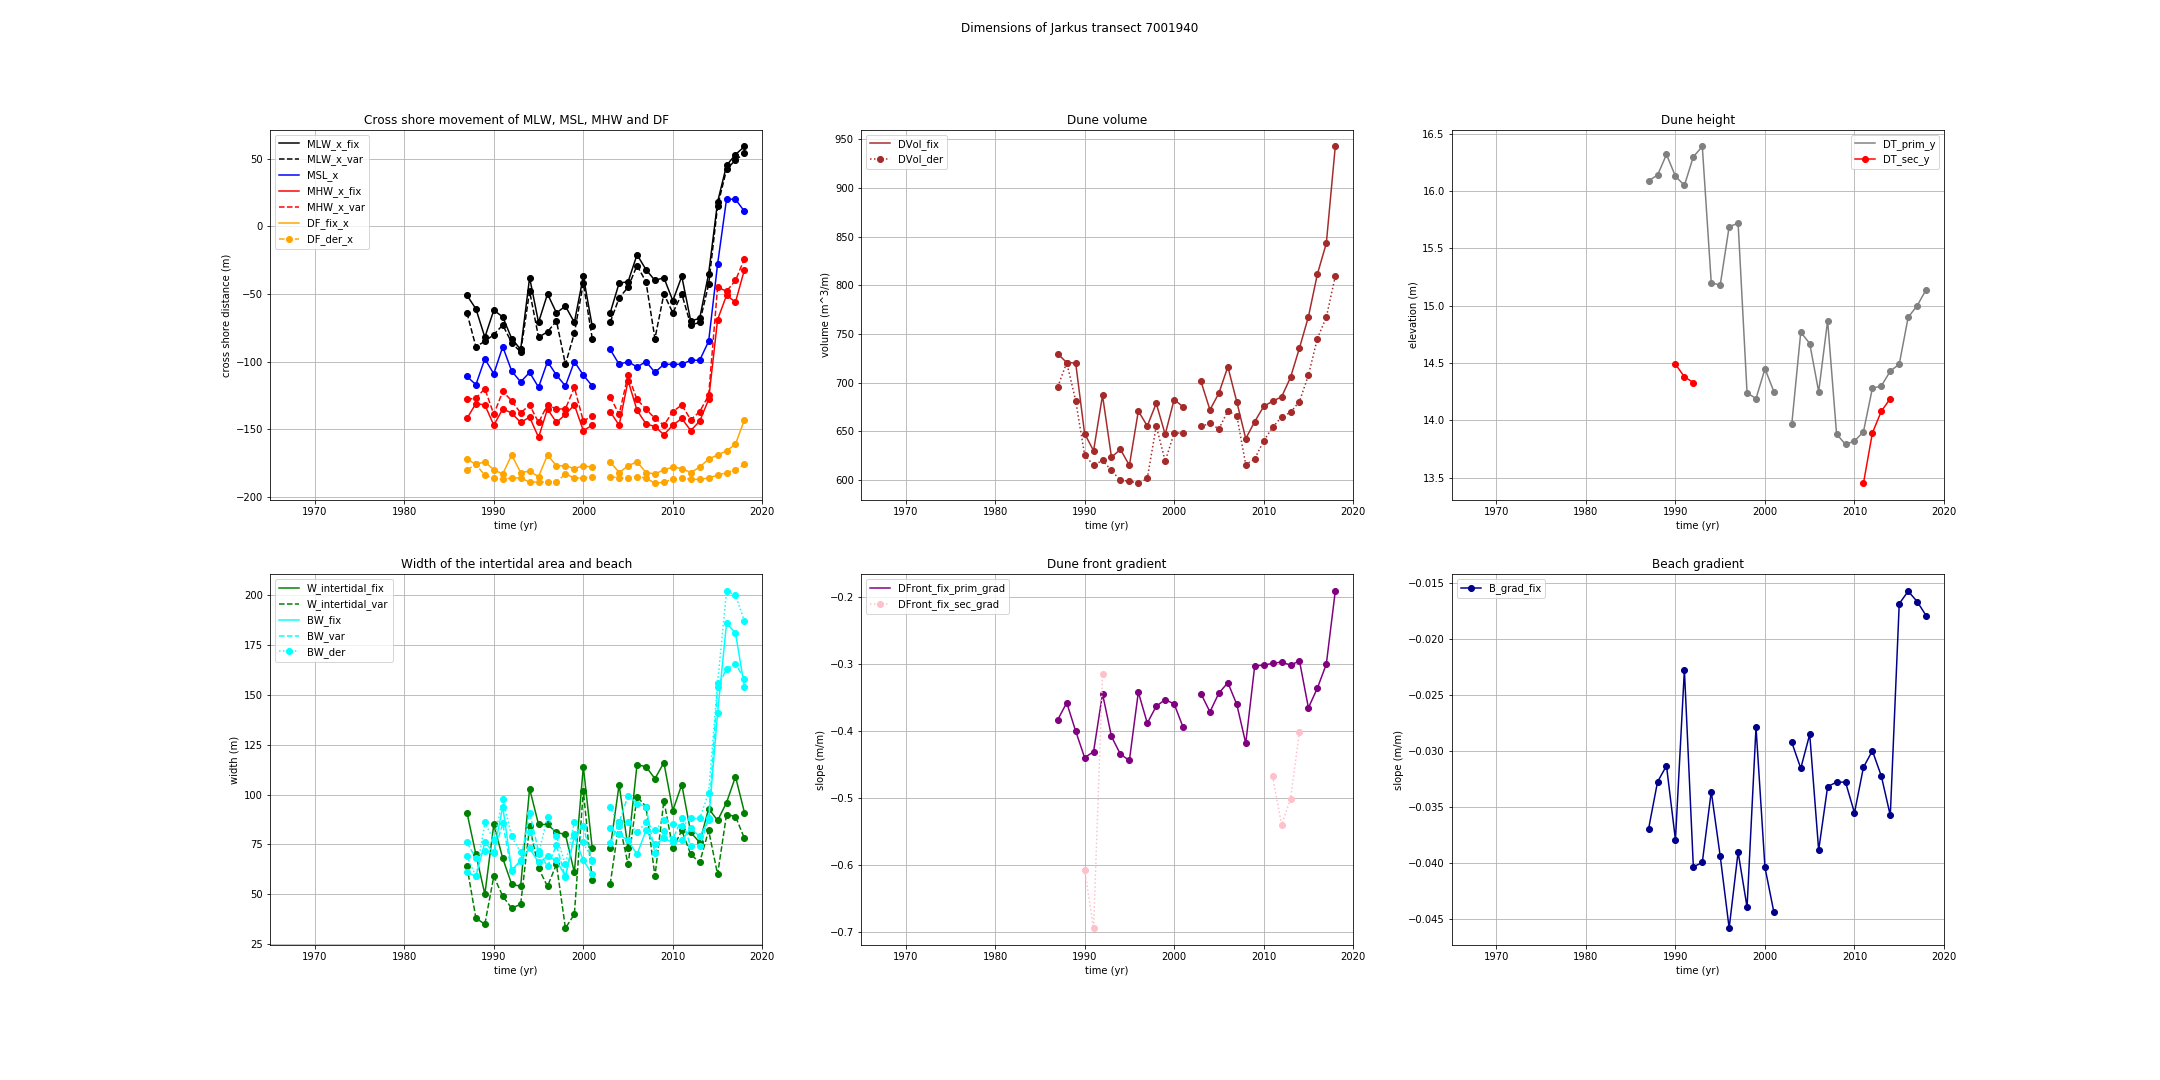 Dimensions of Jarkus transect 7001940
Cross shore movement of MLW, MSL, MHW and DF
MLW_x_fix
MLW_x_var
MSL_x
MHW_x_fix
MHW_x_var
DF_fix_x
DF_der_x
cross shore distance (m)
50
0
−50
−100
−150
−200
1970 1980 1990 2000 2010 2020
time (yr)
Dune volume
DVol_fix
DVol_der
volume (m^3/m)
950
900
850
800
750
700
650
600
1970 1980 1990 2000 2010 2020
time (yr)
Dune height
DT_prim_y
DT_sec_y
elevation (m)
16.5
16.0
15.5
15.0
14.5
14.0
13.5
1970 1980 1990 2000 2010 2020
time (yr)
Width of the intertidal area and beach
W_intertidal_fix
W_intertidal_var
BW_fix
BW_var
BW_der
width (m)
200
175
150
125
100
75
50
25
1970 1980 1990 2000 2010 2020
time (yr)
Dune front gradient
DFront_fix_prim_grad
DFront_fix_sec_grad
slope (m/m)
−0.2
−0.3
−0.4
−0.5
−0.6
−0.7
1970 1980 1990 2000 2010 2020
time (yr)
Beach gradient
B_grad_fix
slope (m/m)
−0.015
−0.020
−0.025
−0.030
−0.035
−0.040
−0.045
1970 1980 1990 2000 2010 2020
time (yr)